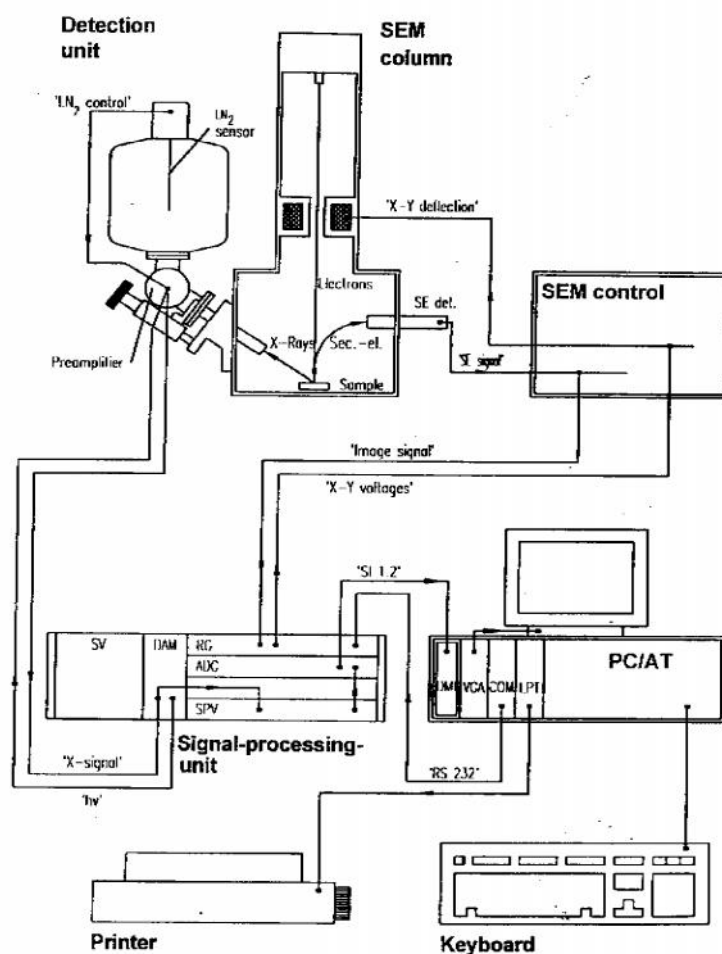 Detection
unit
SEM
column
'LN2 control'
LN2
sensor
'X-Y deflection'
Electrons
SE det.
SEM control
X-Rays
Sec.-el.
'SE signal'
Preamplifier
Sample
'Image signal'
'X-Y voltages'
"SI 1.2"
SV
DAM
RG
ADC
SPV
VGA
COM
LPT1
PC/AT
'X-signal'
Signal-processing-
unit
"RS 232"
'hv'
Printer
Keyboard